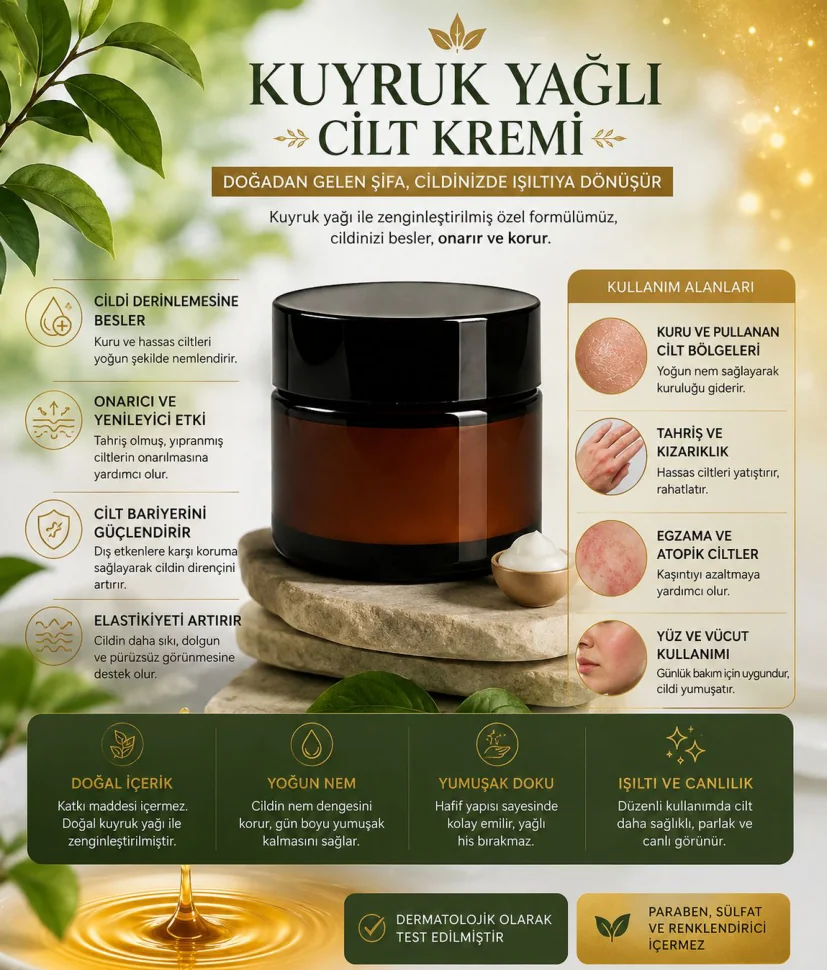 KUYRUK YAĞLI
CİLT KREMİ
DOĞADAN GELEN ŞİFA, CİLDİNİZDE IŞILTIYA DÖNÜŞÜR
Kuyruk yağı ile zenginleştirilmiş özel formülümüz,
cildinizi besler, onarır ve korur.
CİLDİ DERİNLEMESİNE
BESLER
Kuru ve hassas ciltleri
yoğun şekilde nemlendirir.
ONARICI VE
YENİLEYİCİ ETKİ
Tahriş olmuş, yıpranmış
ciltlerin onarılmasına
yardımcı olur.
CİLT BARİYERİNİ
GÜÇLENDİRİR
Dış etkenlere karşı koruma
sağlayarak cildin dirençini
artırır.
ELASTİKİYETİ ARTIRIR
Cildin daha sıkı, dolgun
ve pürüzsüz görünmesine
destek olur.
KULLANIM ALANLARI
KURU VE PULLANAN
CİLT BÖLGELERİ
Yoğun nem sağlayarak
kuruluğu giderir.
TAHRİŞ VE
KIZARIKLIK
Hassas ciltleri yatıştırır,
rahatlatır.
EGZAMA VE
ATOPİK CİLTLER
Kaşıntıyı azaltmaya
yardımcı olur.
YÜZ VE VÜCUT
KULLANIMI
Günlük bakım için uygundur,
cildi yumuşatır.
DOĞAL İÇERİK
Katkı maddesi içermez.
Doğal kuyruk yağı ile
zenginleştirilmiştir.
YOĞUN NEM
Cildin nem dengesini
korur, gün boyu yumuşak
kalmasını sağlar.
YUMUŞAK DOKU
Hafif yapısı sayesinde
kolay emilir, yağlı
his bırakmaz.
IŞILTI VE CANLILIK
Düzenli kullanımda cilt
daha sağlıklı, parlak ve
canlı görünür.
DERMATOLOJİK OLARAK
TEST EDİLMİŞTİR
PARABEN, SÜLFAT
VE RENKLENDİRİCİ
İÇERMEZ